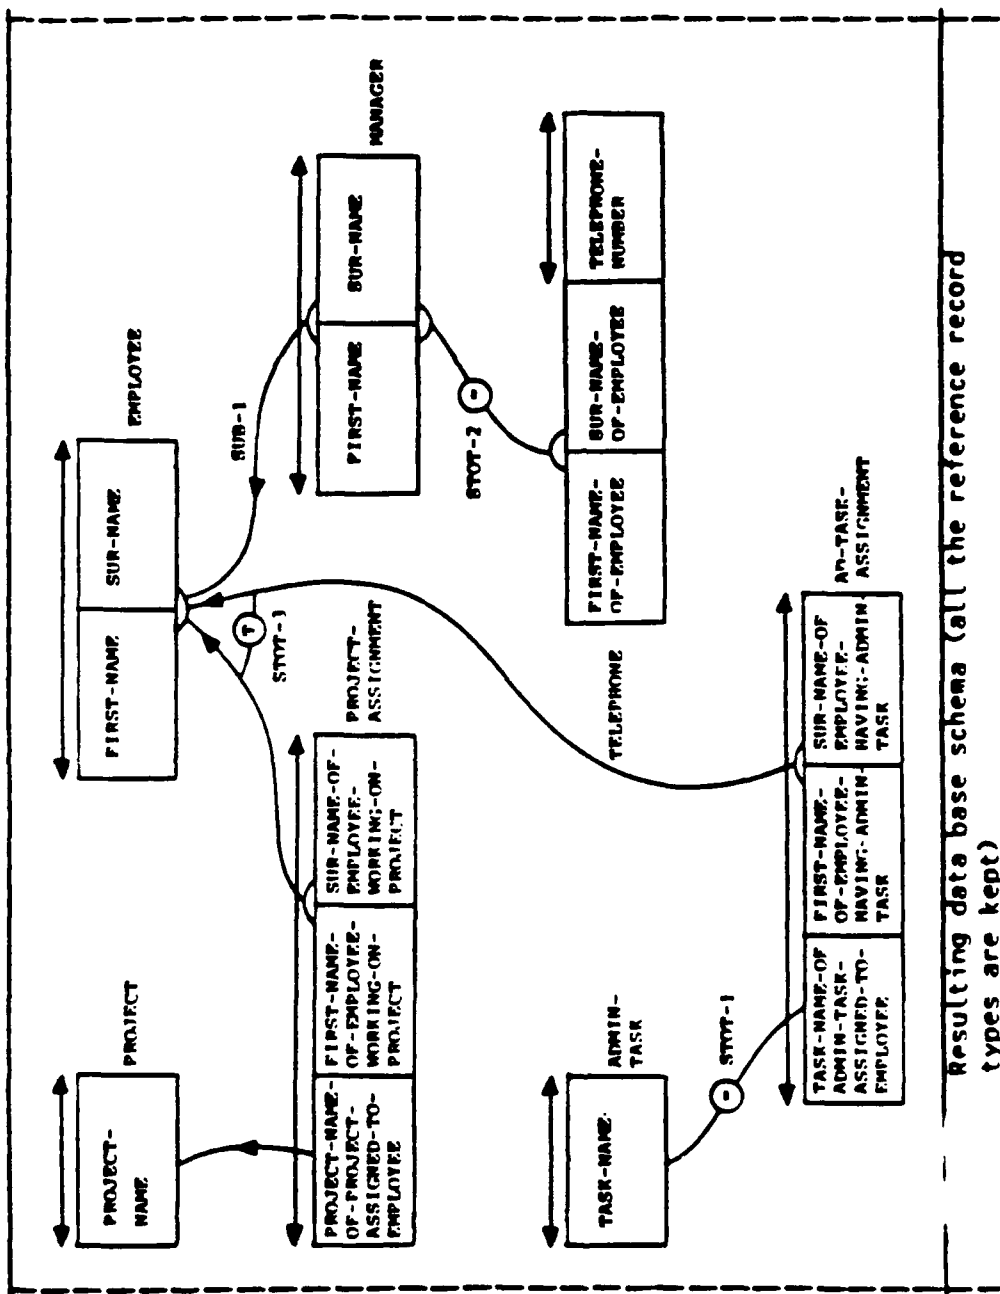 PROJECT
PROJECT-
NAME
EMPLOYEE
FIRST-NAME
SUR-NAME
PROJECT-
ASSIGNMENT
PROJECT-NAME-
OF-PROJECT-
ASSIGNED-TO-
EMPLOYEE
FIRST-NAME-
OF-EMPLOYEE-
WORKING-ON-
PROJECT
SUR-NAME-OF-
EMPLOYEE-
WORKING-ON-
PROJECT
T
STOT-3
SUB-1
MANAGER
FIRST-NAME
SUR-NAME
ADMIN-
TASK
TASK-NAME
=
STOT-1
=
STOT-2
TELEPHONE
FIRST-NAME-
OF-EMPLOYEE
SUR-NAME-
OF-EMPLOYEE
TELEPHONE-
NUMBER
AD-TASK-
ASSIGNMENT
TASK-NAME-OF
ADMIN-TASK-
ASSIGNED-TO-
EMPLOYEE
FIRST-NAME-
OF-EMPLOYEE-
HAVING-ADMIN-
TASK
SUR-NAME-OF
EMPLOYEE-
HAVING-ADMIN-
TASK
Resulting data base schema (all the reference record
types are kept)